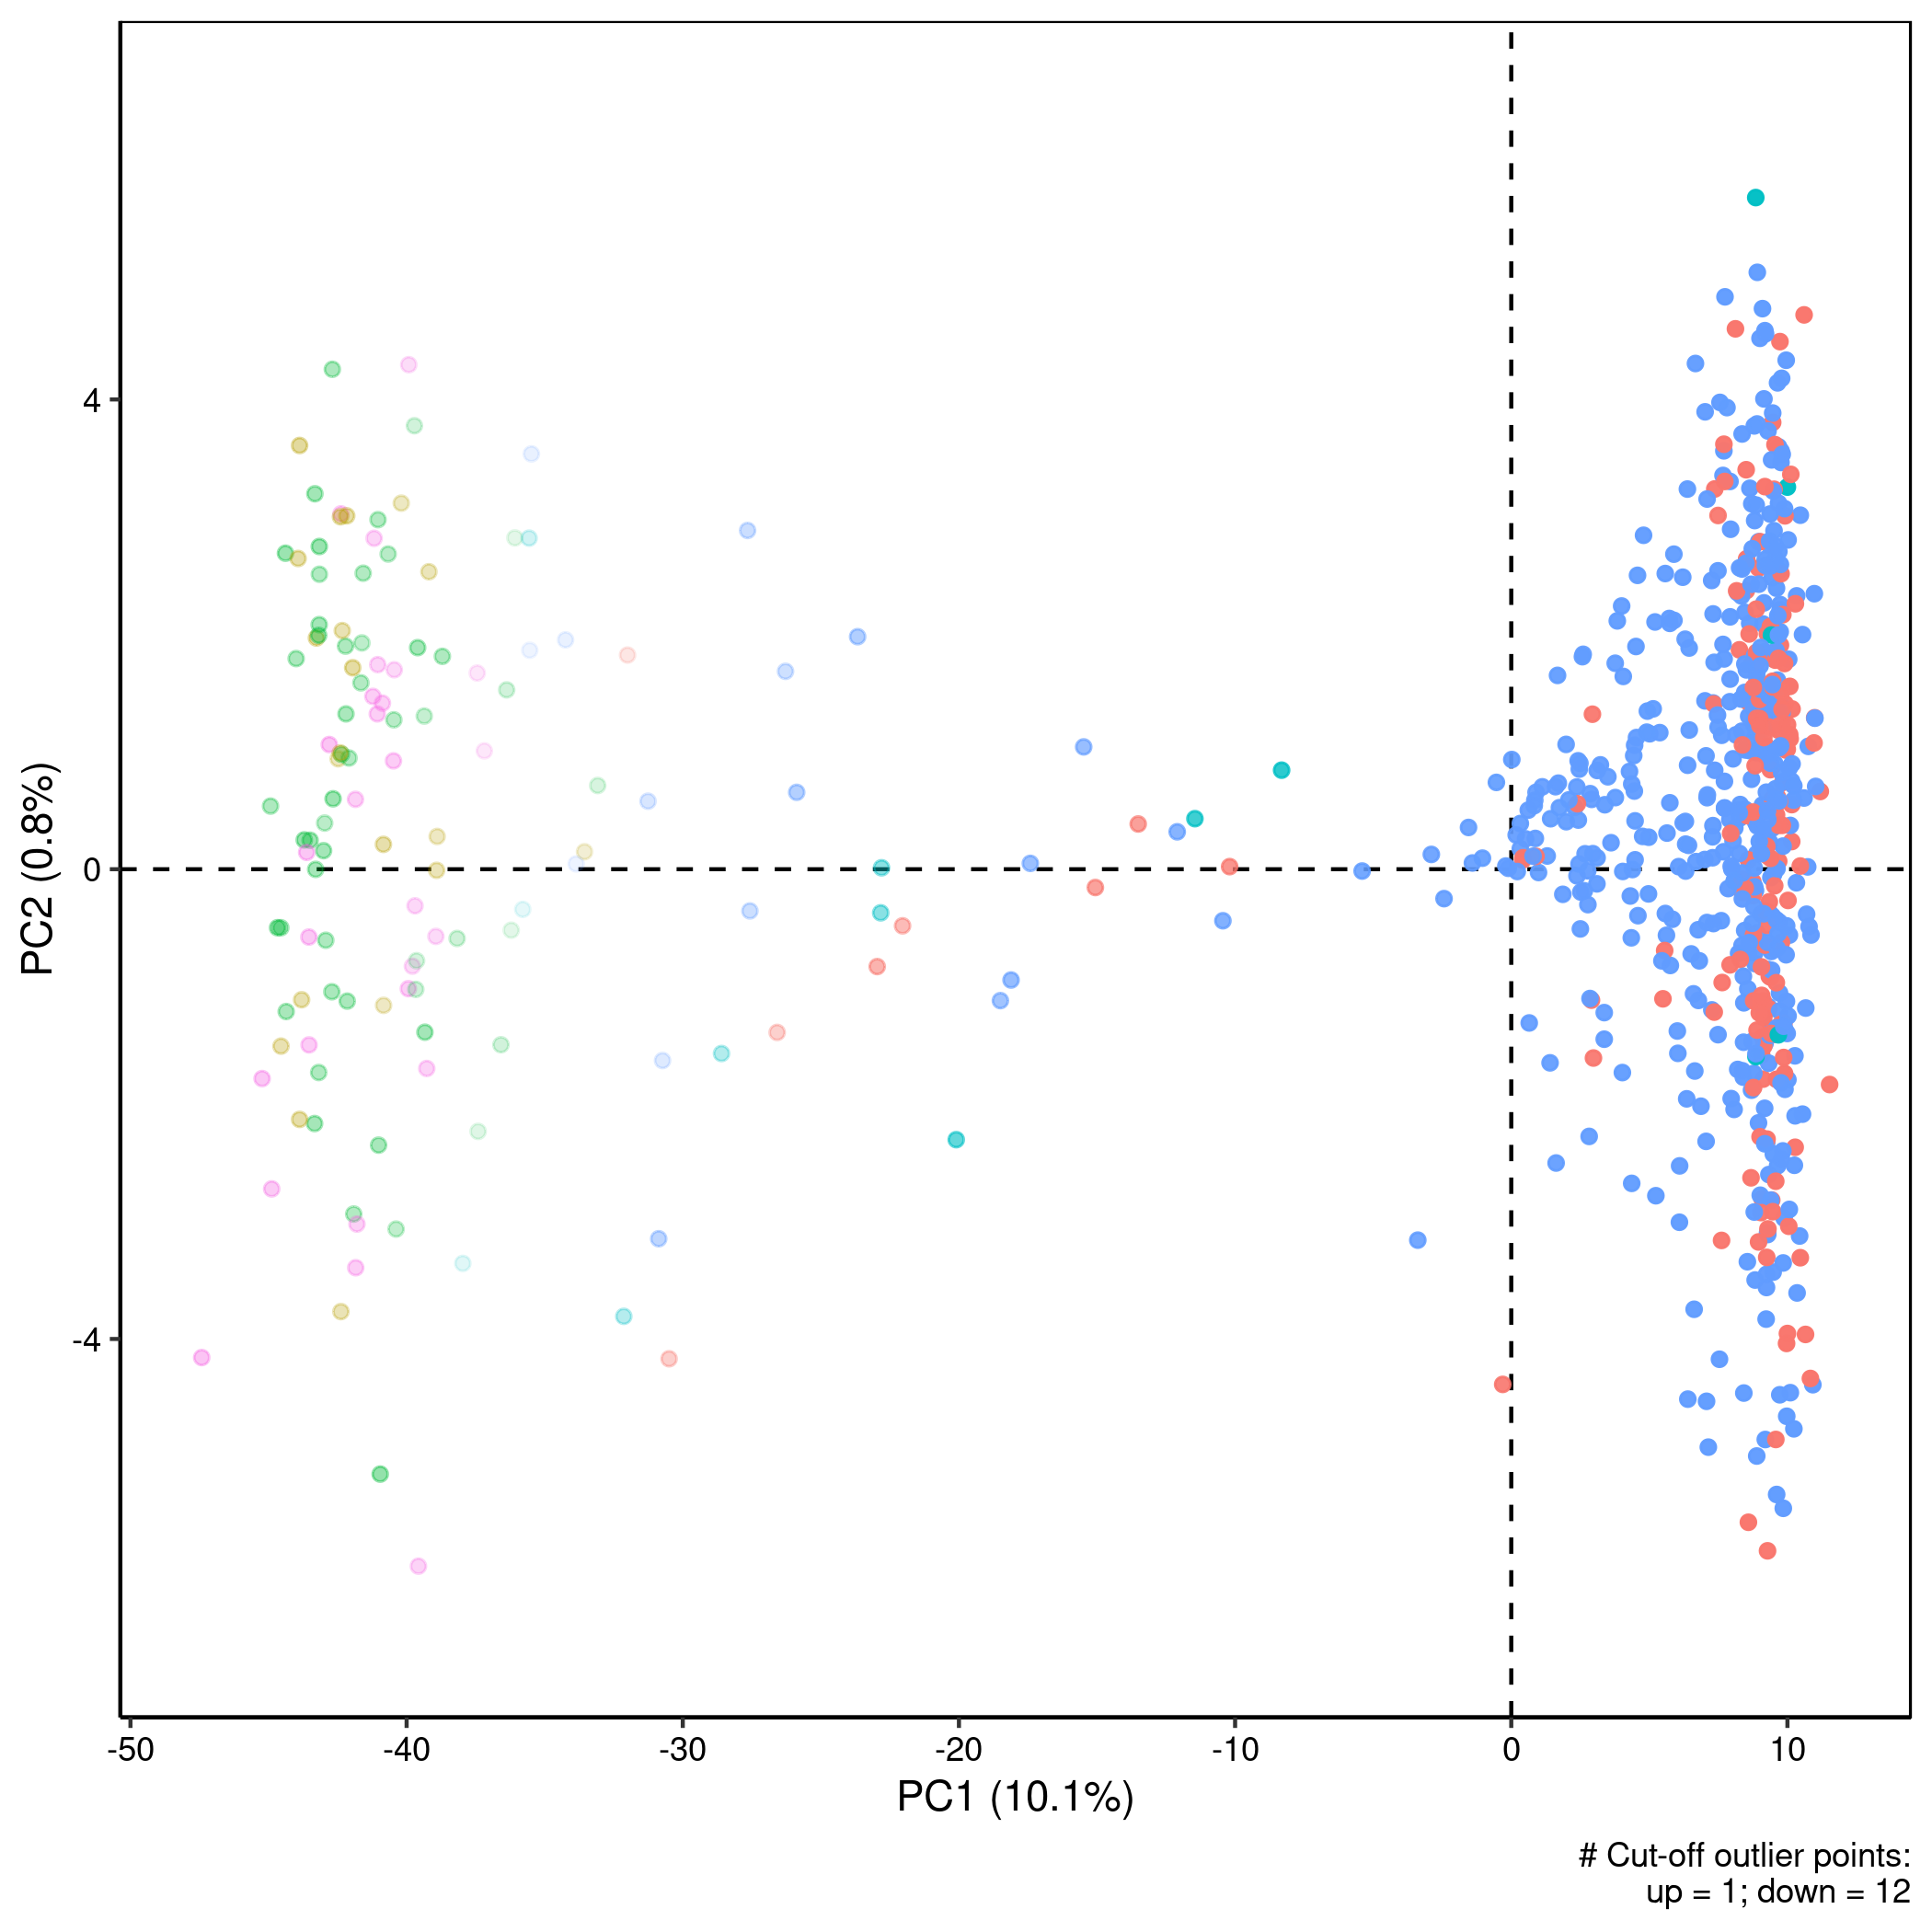 4
0
-4
PC2 (0.8%)
-50 -40 -30 -20 -10 0 10
PC1 (10.1%)
# Cut-off outlier points:
up = 1; down = 12